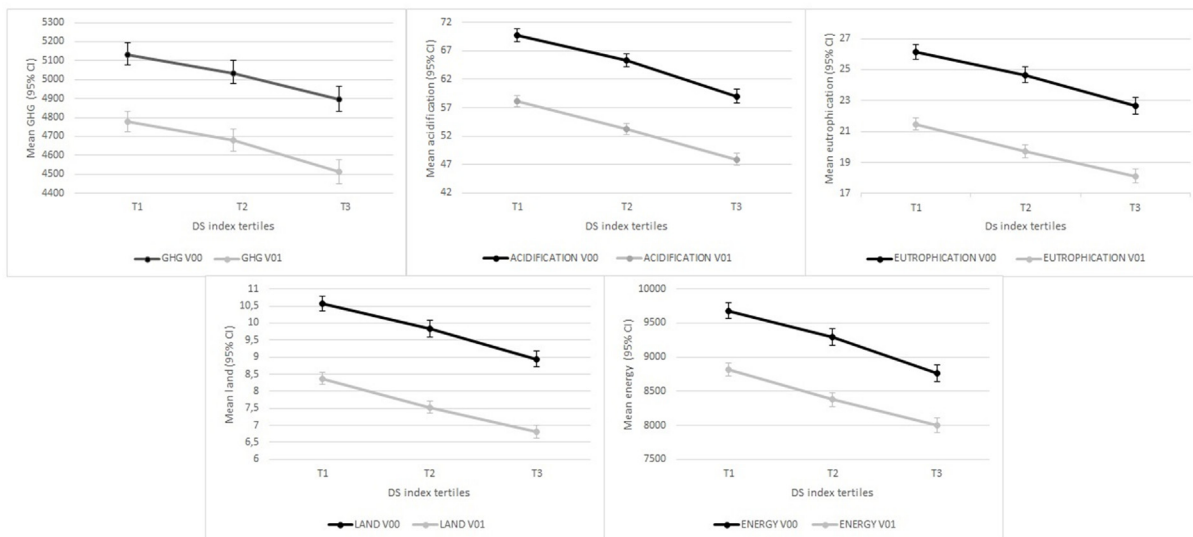 Mean GHG (95% CI)
5300
5200
5100
5000
4900
4800
4700
4600
4500
4400
T1 T2 T3
DS index tertiles
GHG V00 GHG V01
Mean acidification (95% CI)
72
67
62
57
52
47
42
T1 T2 T3
DS index tertiles
ACIDIFICATION V00 ACIDIFICATION V01
Mean eutrophication (95% CI)
27
25
23
21
19
17
T1 T2 T3
DS index tertiles
EUTROPHICATION V00 EUTROPHICATION V01
Mean land (95% CI)
11
10,5
10
9,5
9
8,5
8
7,5
7
6,5
6
T1 T2 T3
DS index tertiles
LAND V00 LAND V01
Mean energy (95% CI)
10000
9500
9000
8500
8000
7500
T1 T2 T3
DS index tertiles
ENERGY V00 ENERGY V01